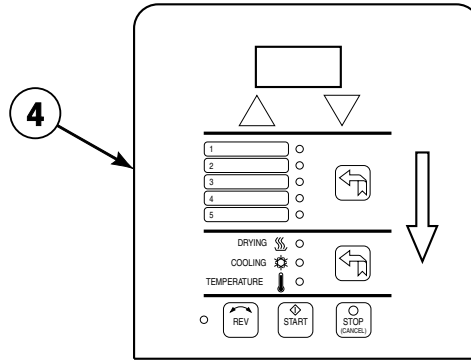 4
1
2
3
4
5
DRYING
COOLING
TEMPERATURE
REV
START
STOP
(CANCEL)